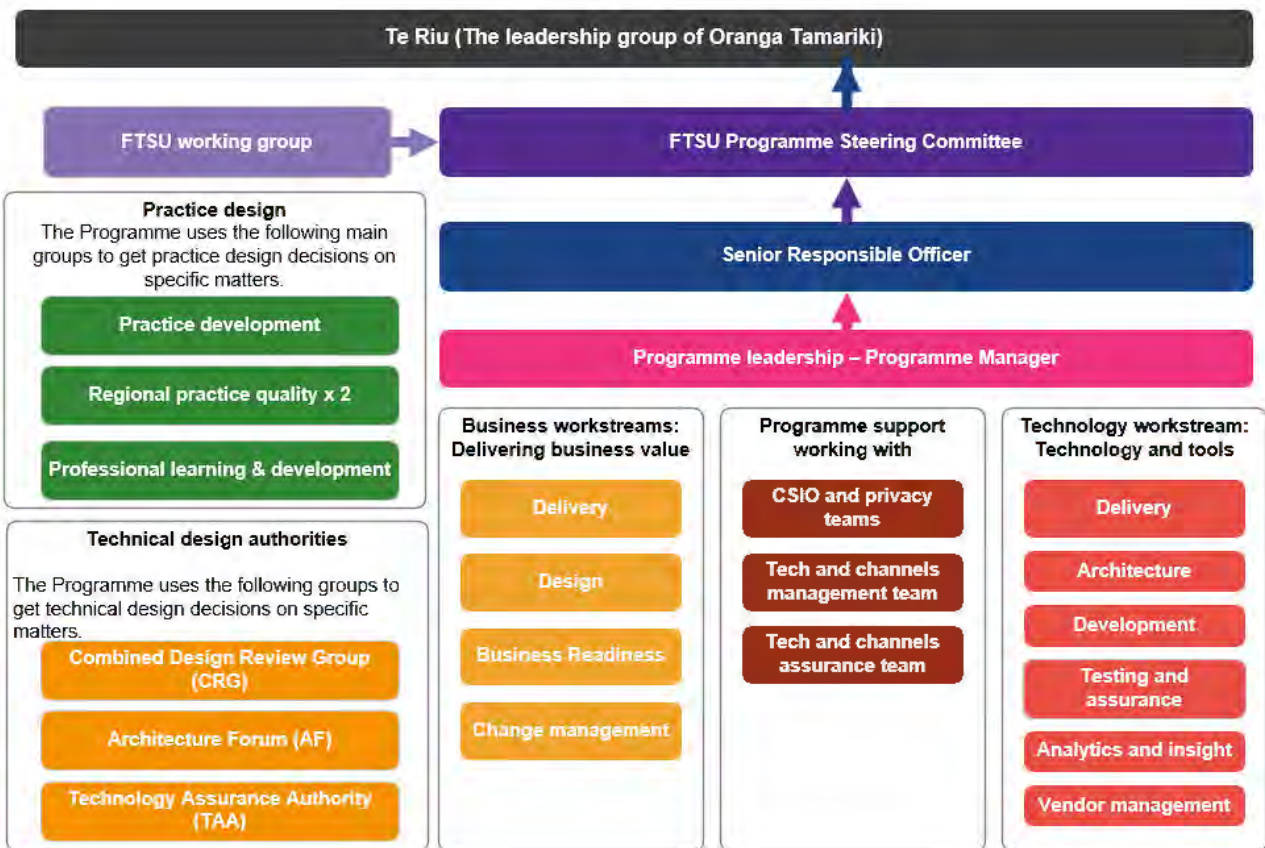 Te Riu (The leadership group of Oranga Tamariki)
FTSU working group
FTSU Programme Steering Committee
Senior Responsible Officer
Programme leadership – Programme Manager
Practice design
The Programme uses the following main
groups to get practice design decisions on
specific matters.
Practice development
Regional practice quality x 2
Professional learning & development
Technical design authorities
The Programme uses the following groups to
get technical design decisions on specific
matters.
Combined Design Review Group
(CRG)
Architecture Forum (AF)
Technology Assurance Authority
(TAA)
Business workstreams:
Delivering business value
Delivery
Design
Business Readiness
Change management
Programme support
working with
CSIO and privacy
teams
Tech and channels
management team
Tech and channels
assurance team
Technology workstream:
Technology and tools
Delivery
Architecture
Development
Testing and
assurance
Analytics and insight
Vendor management